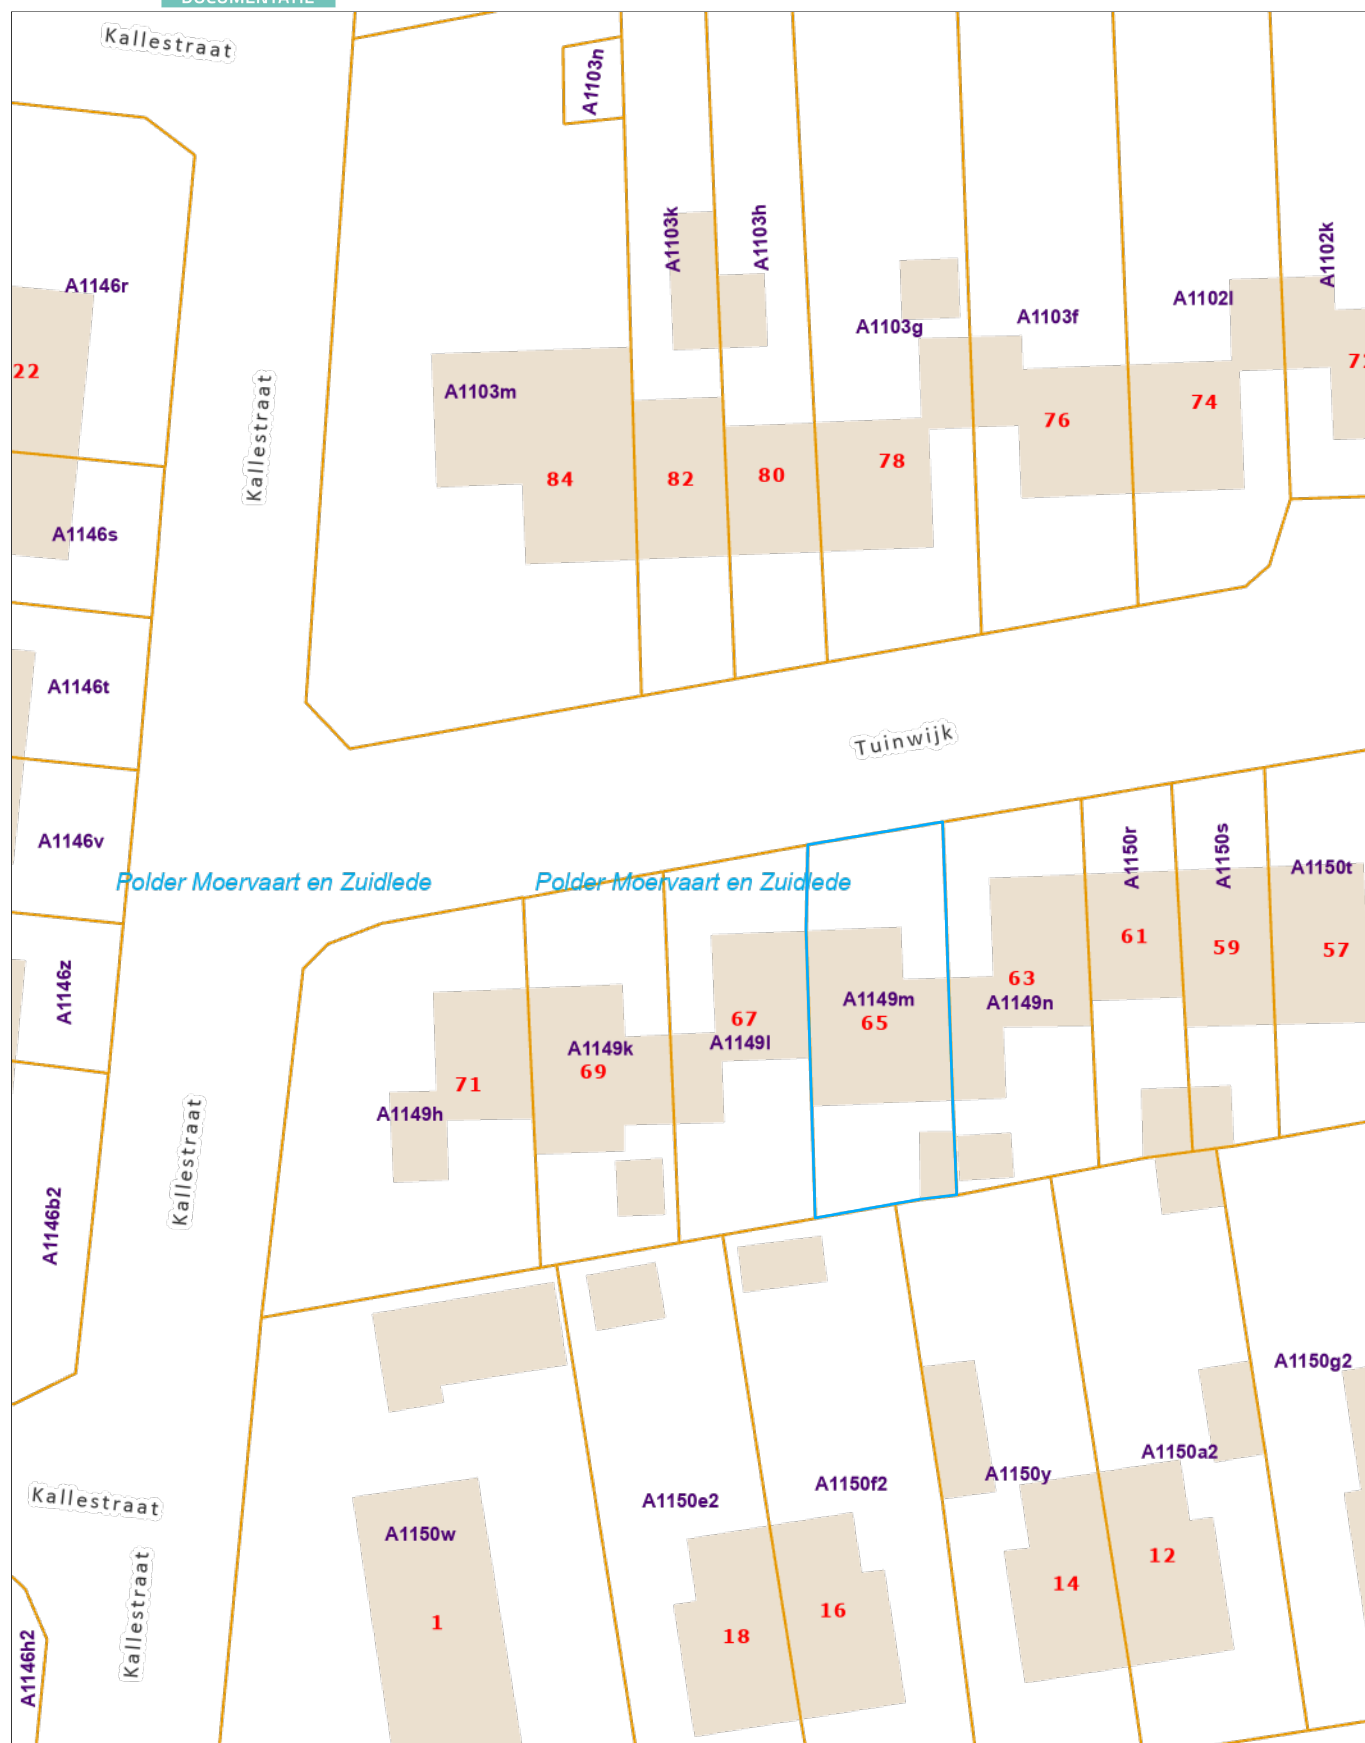 DOCUMENTATIE
Kallestraat
A1103n
A1103k
A1103h
A1102k
A1146r
A1102l
A1103f
A1103g
22
A1103m
76
74
Kallestraat
78
84
82
80
A1146s
A1146t
Tuinwijk
A1146v
A1150r
A1150s
A1150t
Polder Moervaart en Zuidlede
Polder Moervaart en Zuidlede
61
59
57
A1146z
63
A1149m
A1149n
65
67
A1149l
A1149k
69
71
A1149h
Kallestraat
A1146b2
A1150g2
A1150a2
A1150y
A1150f2
A1150e2
Kallestraat
A1150w
12
14
16
18
1
Kallestraat
A1146h2